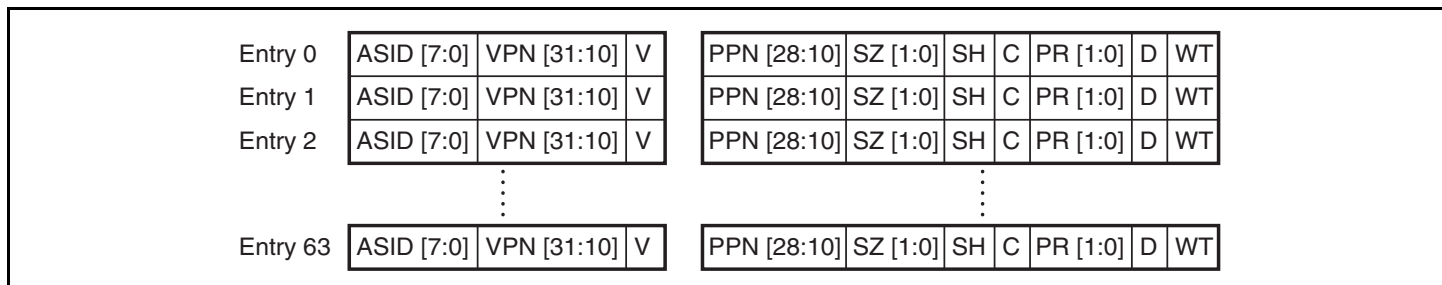 Entry 0 ASID [7:0] VPN [31:10] V PPN [28:10] SZ [1:0] SH C PR [1:0] D WT
Entry 1 ASID [7:0] VPN [31:10] V PPN [28:10] SZ [1:0] SH C PR [1:0] D WT
Entry 2 ASID [7:0] VPN [31:10] V PPN [28:10] SZ [1:0] SH C PR [1:0] D WT
Entry 63 ASID [7:0] VPN [31:10] V PPN [28:10] SZ [1:0] SH C PR [1:0] D WT